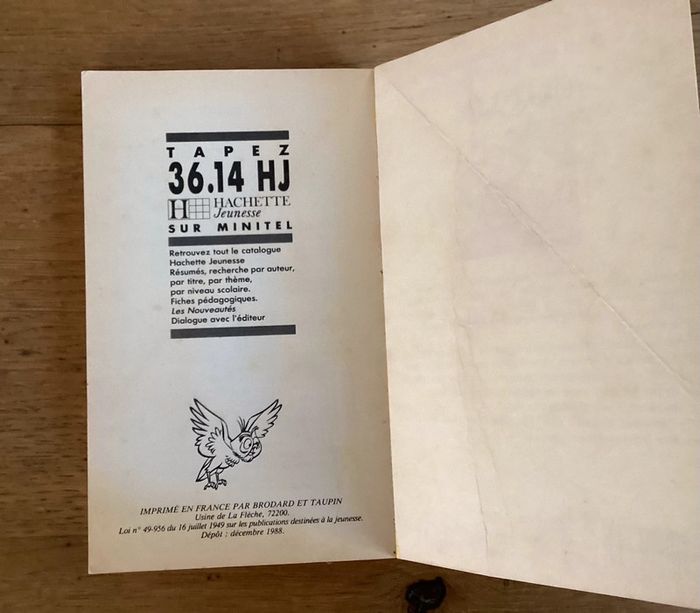 TAPEZ
36.14 HJ
H HACHETTE
Jeunesse
SUR MINITEL
Retrouvez tout le catalogue
Hachette Jeunesse
Résumés, recherche par auteur,
par titre, par thème,
par niveau scolaire.
Fiches pédagogiques.
Les Nouveautés
Dialogue avec l'éditeur
IMPRIMÉ EN FRANCE PAR BRODARD ET TAUPIN
Usine de La Flèche, 72200.
Loi n° 49-956 du 16 juillet 1949 sur les publications destinées à la jeunesse.
Dépôt : décembre 1988.